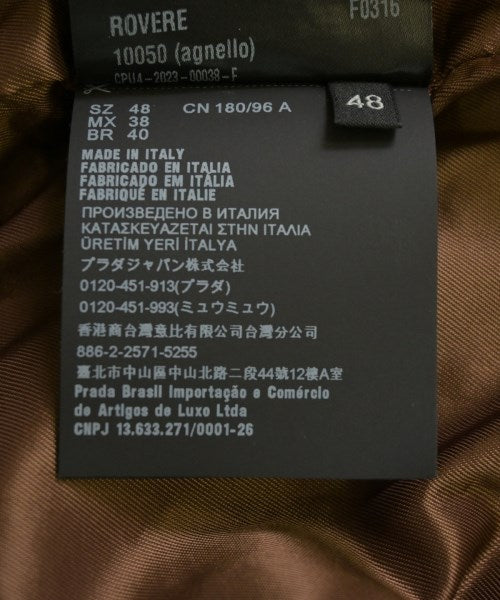 ROVERE
F0316
10050 (agnello)
CPU4-2023-00038-F
48
SZ 48 CN 180/96 A
MX 38
BR 40
MADE IN ITALY
FABRICADO EN ITALIA
FABRICADO EM ITÁLIA
FABRIQUÉ EN ITALIE
ПРОИЗВЕДЕНО В ИТАЛИЯ
ΚΑΤΑΣΚΕΥΑΖΕΤΑΙ ΣΤΗΝ ΙΤΑΛΙΑ
ÜRETİM YERİ İTALYA
プラダジャパン株式会社
0120-451-913(プラダ)
0120-451-993(ミュウミュウ)
香港商台灣意比有限公司台灣分公司
886-2-2571-5255
臺北市中山區中山北路二段44號12樓A室
Prada Brasil Importação e Comércio
de Artigos de Luxo Ltda
CNPJ 13.633.271/0001-26